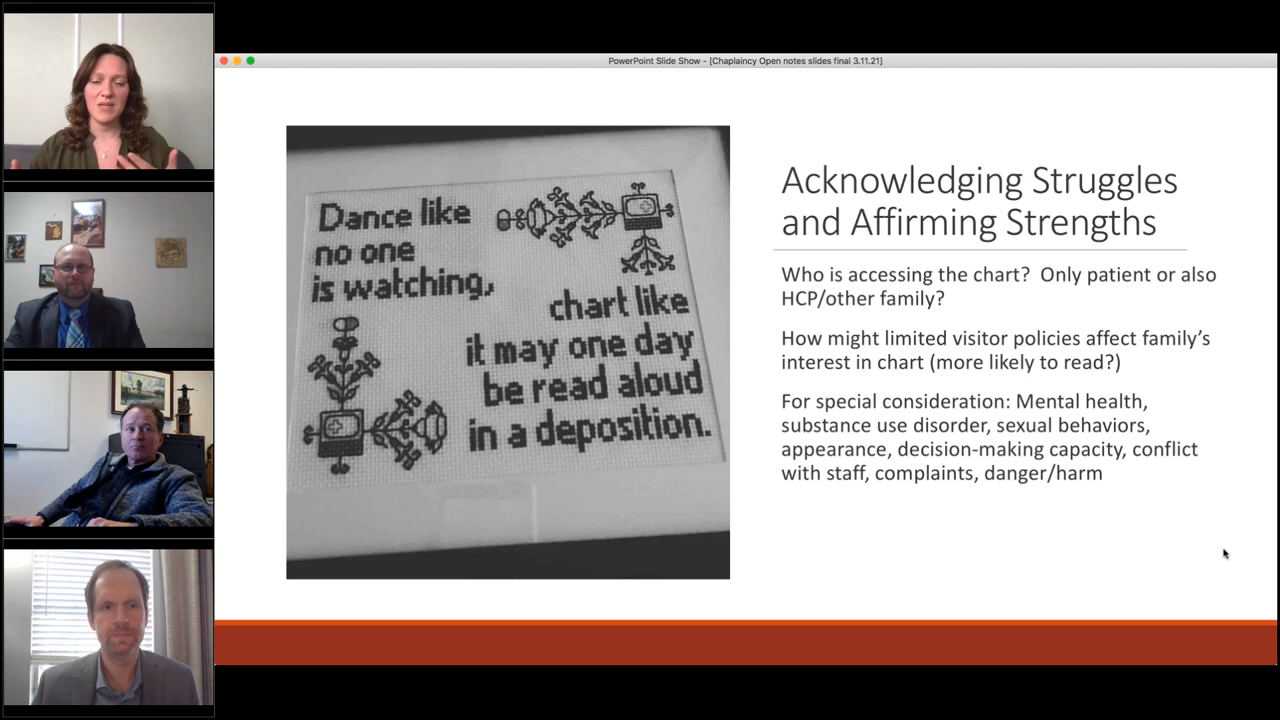 PowerPoint Slide Show - [Chaplaincy Open notes slides final 3.11.21]
Dance like
no one
is watching,
chart like
it may one day
be read aloud
in a deposition.
Acknowledging Struggles
and Affirming Strengths
Who is accessing the chart?  Only patient or also
HCP/other family?
How might limited visitor policies affect family's
interest in chart (more likely to read?)
For special consideration: Mental health,
substance use disorder, sexual behaviors,
appearance, decision-making capacity, conflict
with staff, complaints, danger/harm